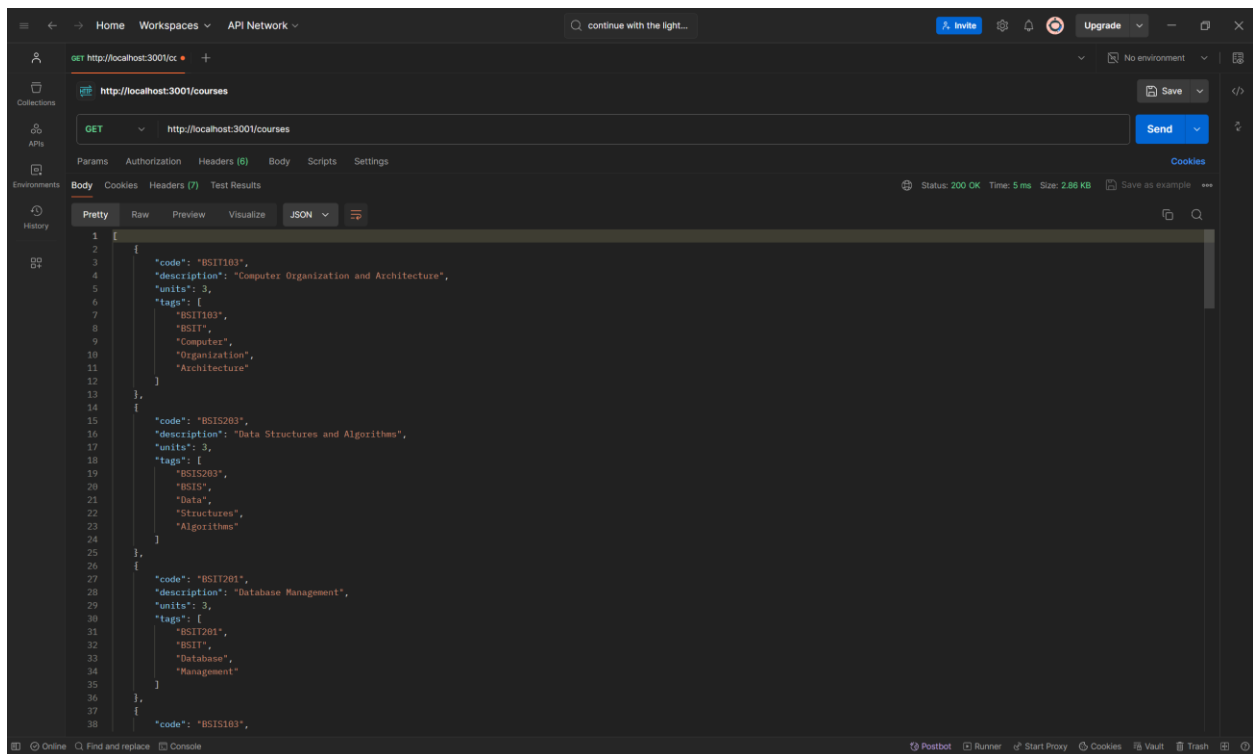 Home Workspaces API Network continue with the light... Invite Upgrade
GET http://localhost:3001/cc No environment
http://localhost:3001/courses Save
Collections
GET http://localhost:3001/courses Send
APIs
Params Authorization Headers (6) Body Scripts Settings Cookies
Environments
Body Cookies Headers (7) Test Results Status: 200 OK Time: 5 ms Size: 2.86 KB Save as example
History
Pretty Raw Preview Visualize JSON
1 [
2 {
3 "code": "BSIT103",
4 "description": "Computer Organization and Architecture",
5 "units": 3,
6 "tags": [
7 "BSIT103",
8 "BSIT",
9 "Computer",
10 "Organization",
11 "Architecture"
12 ]
13 },
14 {
15 "code": "BSIS203",
16 "description": "Data Structures and Algorithms",
17 "units": 3,
18 "tags": [
19 "BSIS203",
20 "BSIS",
21 "Data",
22 "Structures",
23 "Algorithms"
24 ]
25 },
26 {
27 "code": "BSIT201",
28 "description": "Database Management",
29 "units": 3,
30 "tags": [
31 "BSIT201",
32 "BSIT",
33 "Database",
34 "Management"
35 ]
36 },
37 {
38 "code": "BSIS103",
Online Find and replace Console Postbot Runner Start Proxy Cookies Vault Trash